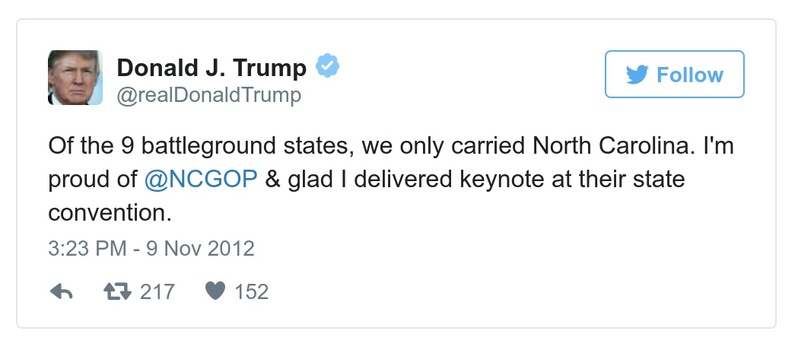 Donald J. Trump
@realDonaldTrump
Follow
Of the 9 battleground states, we only carried North Carolina. I'm
proud of @NCGOP & glad I delivered keynote at their state
convention.
3:23 PM - 9 Nov 2012
217 152